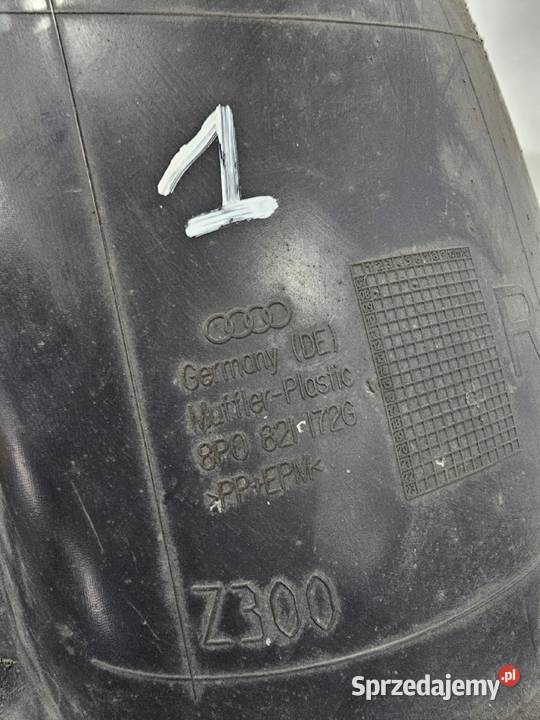 1
Germany (DE)
Muffler-Plastic
8P0 821 172G
>PP+EPM<
R
Z300
Sprzedajemy.pl